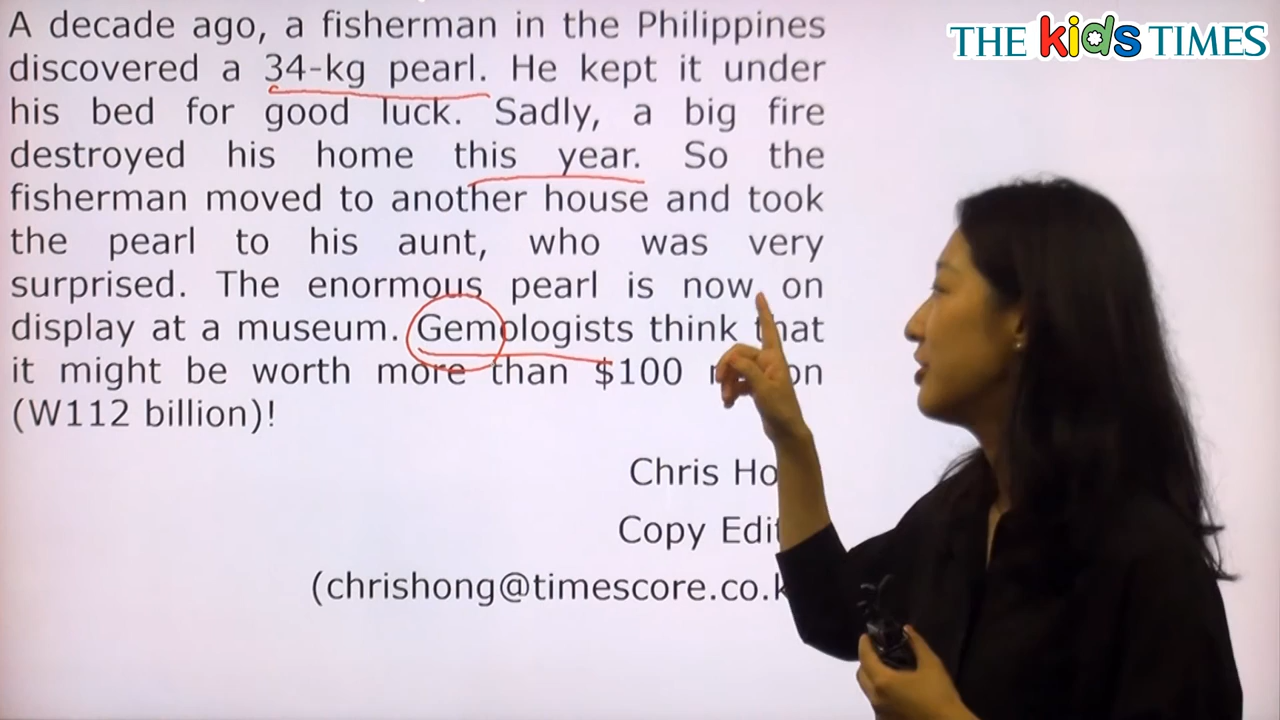 A decade ago, a fisherman in the Philippines
discovered a 34-kg pearl. He kept it under
his bed for good luck. Sadly, a big fire
destroyed his home this year. So the
fisherman moved to another house and took
the pearl to his aunt, who was very
surprised. The enormous pearl is now on
display at a museum. Gemologists think that
it might be worth more than $100
(W112 billion)!
Chris
Copy
THE kids TIMES